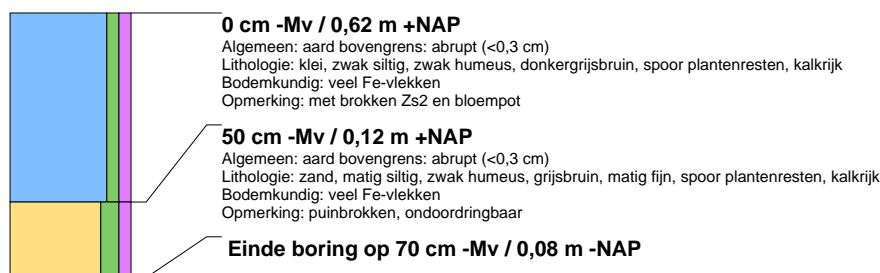 0 cm -Mv / 0,62 m +NAP
Algemeen: aard bovengrens: abrupt (<0,3 cm)
Lithologie: klei, zwak siltig, zwak humeus, donkergrijsbruin, spoor plantenresten, kalkrijk
Bodemkundig: veel Fe-vlekken
Opmerking: met brokken Zs2 en bloempot
50 cm -Mv / 0,12 m +NAP
Algemeen: aard bovengrens: abrupt (<0,3 cm)
Lithologie: zand, matig siltig, zwak humeus, grijsbruin, matig fijn, spoor plantenresten, kalkrijk
Bodemkundig: veel Fe-vlekken
Opmerking: puinbrokken, ondoordringbaar
Einde boring op 70 cm -Mv / 0,08 m -NAP